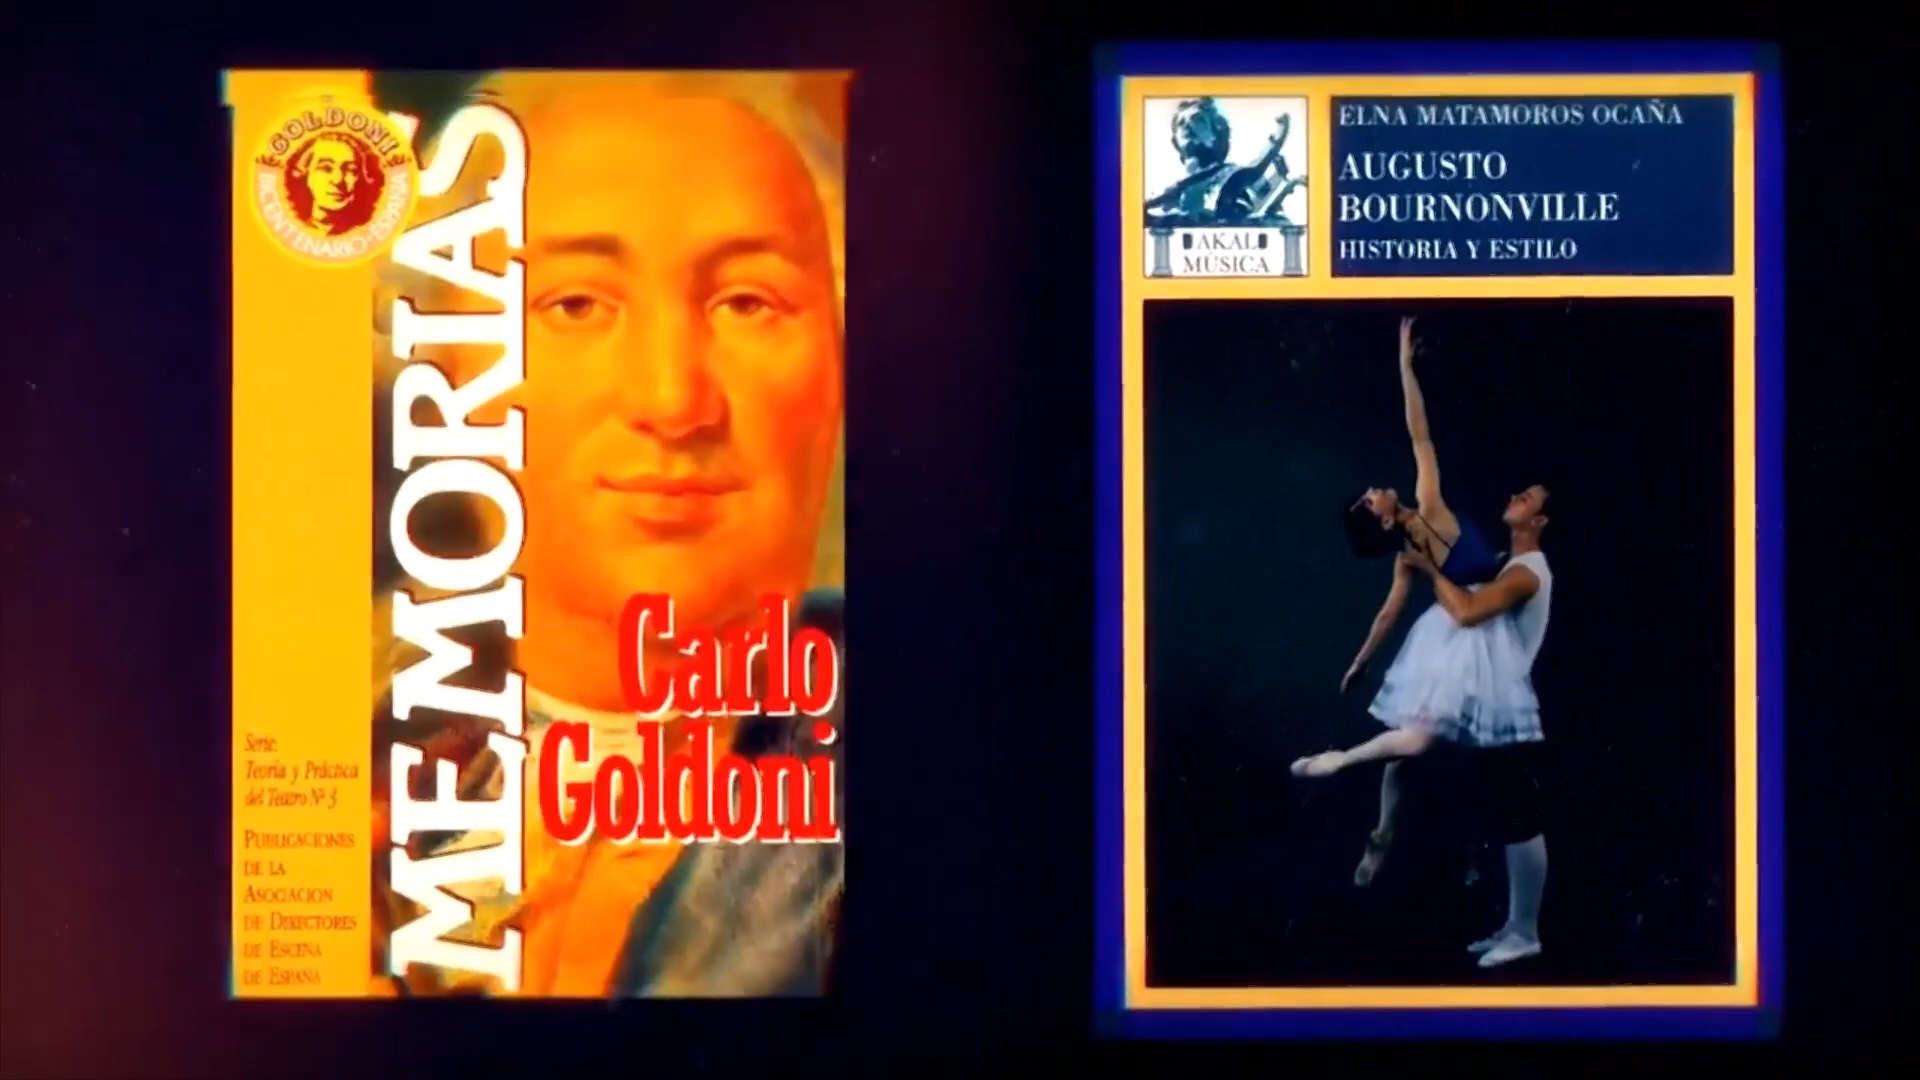 GOLDONI
BICENTENARIO-ESPAÑA
MEMORIAS
Carlo
Goldoni
Serie:
Teoría y Práctica
del Teatro Nº 3
PUBLICACIONES
DE LA
ASOCIACION
DE DIRECTORES
DE ESCENA
DE ESPAÑA
AKAL
MÚSICA
ELNA MATAMOROS OCAÑA
AUGUSTO
BOURNONVILLE
HISTORIA Y ESTILO